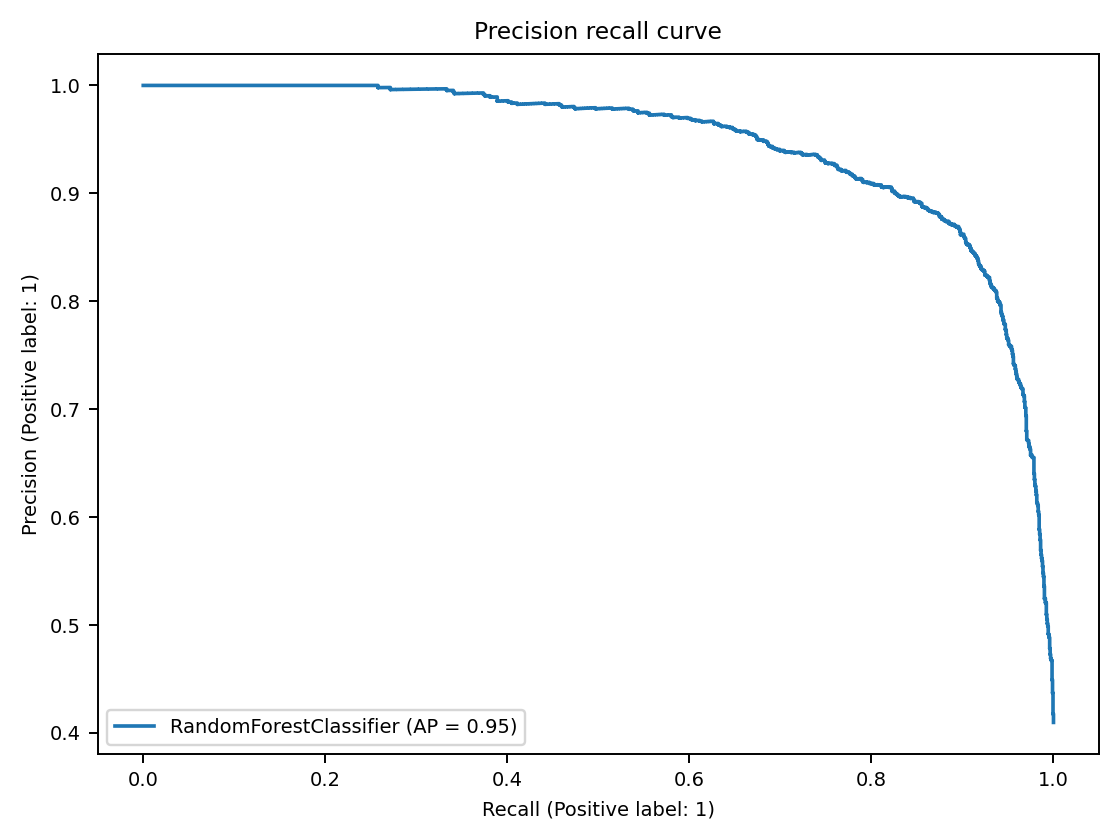 Precision recall curve
Precision (Positive label: 1)
1.0
0.9
0.8
0.7
0.6
0.5
0.4
RandomForestClassifier (AP = 0.95)
0.0 0.2 0.4 0.6 0.8 1.0
Recall (Positive label: 1)